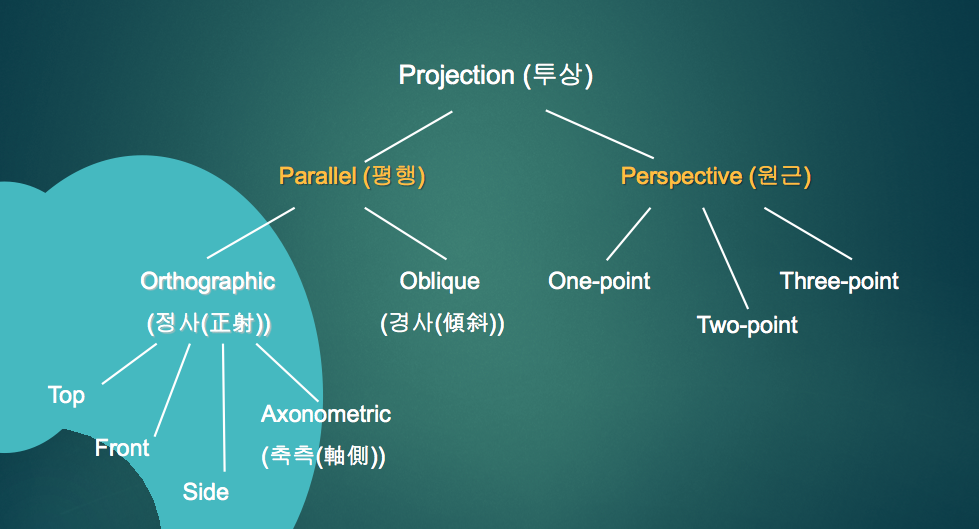 Projection (투상)
Parallel (평행)
Perspective (원근)
Orthographic
(정사(正射))
Oblique
(경사(傾斜))
One-point
Two-point
Three-point
Top
Front
Side
Axonometric
(축측(軸側))